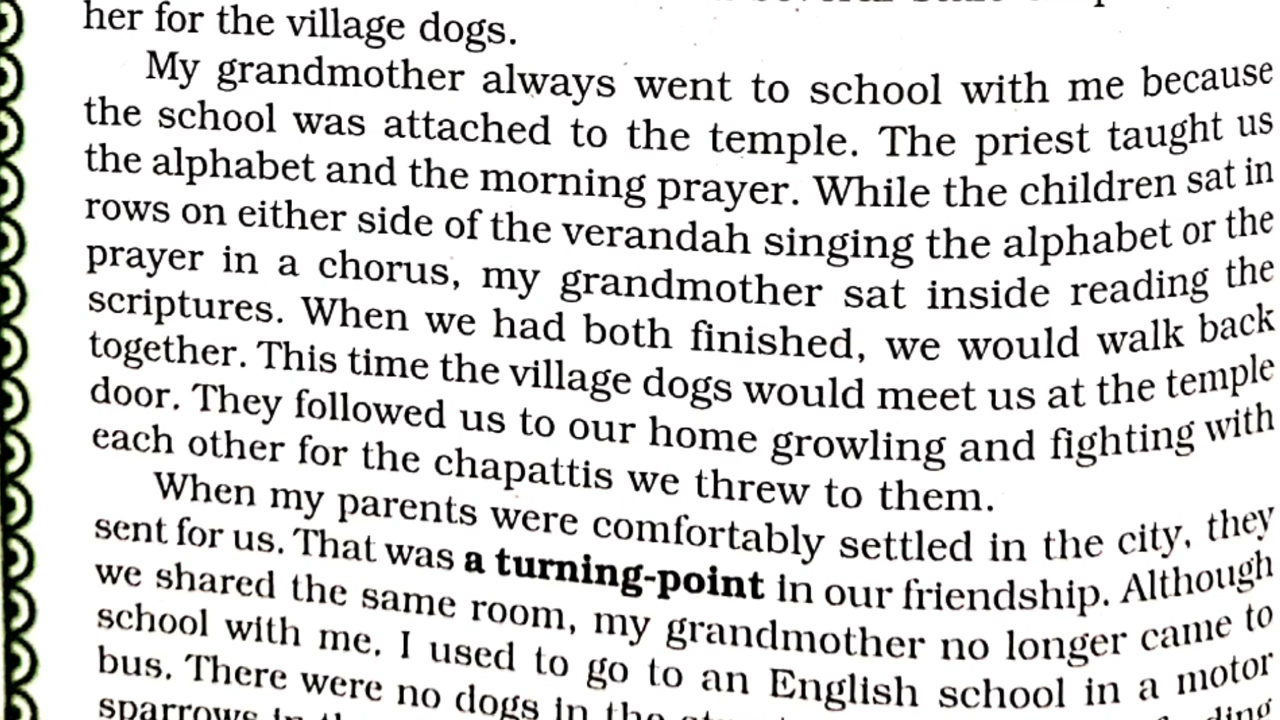 her for the village dogs.
My grandmother always went to school with me because
the school was attached to the temple. The priest taught us
the alphabet and the morning prayer. While the children sat in
rows on either side of the verandah singing the alphabet or the
prayer in a chorus, my grandmother sat inside reading the
scriptures. When we had both finished, we would walk back
together. This time the village dogs would meet us at the temple
door. They followed us to our home growling and fighting with
each other for the chapattis we threw to them.
When my parents were comfortably settled in the city, they
sent for us. That was a turning-point in our friendship. Although
we shared the same room, my grandmother no longer came to
school with me. I used to go to an English school in a motor
bus. There were no dogs in the
sparrows in